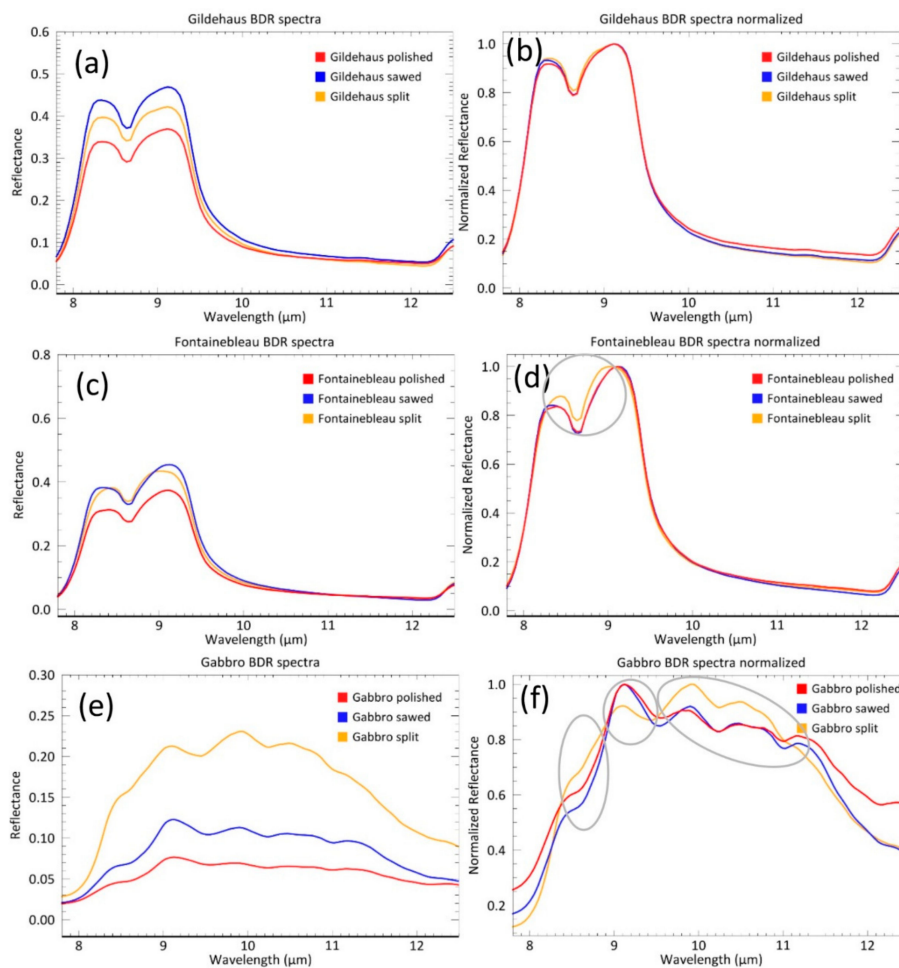 Gildehaus BDR spectra
(a)
Gildehaus polished
Gildehaus sawed
Gildehaus split
Reflectance
0.6
0.5
0.4
0.3
0.2
0.1
0.0
8 9 10 11 12
Wavelength (µm)
Gildehaus BDR spectra normalized
(b)
Gildehaus polished
Gildehaus sawed
Gildehaus split
Normalized Reflectance
1.0
0.8
0.6
0.4
0.2
0.0
8 9 10 11 12
Wavelength (µm)
Fontainebleau BDR spectra
(c)
Fontainebleau polished
Fontainebleau sawed
Fontainebleau split
Reflectance
0.8
0.6
0.4
0.2
0.0
8 9 10 11 12
Wavelength (µm)
Fontainebleau BDR spectra normalized
(d)
Fontainebleau polished
Fontainebleau sawed
Fontainebleau split
Normalized Reflectance
1.0
0.8
0.6
0.4
0.2
0.0
8 9 10 11 12
Wavelength (µm)
Gabbro BDR spectra
(e)
Gabbro polished
Gabbro sawed
Gabbro split
Reflectance
0.30
0.25
0.20
0.15
0.10
0.05
0.00
8 9 10 11 12
Wavelength (µm)
Gabbro BDR spectra normalized
(f)
Gabbro polished
Gabbro sawed
Gabbro split
Normalized Reflectance
1.0
0.8
0.6
0.4
0.2
8 9 10 11 12
Wavelength (µm)